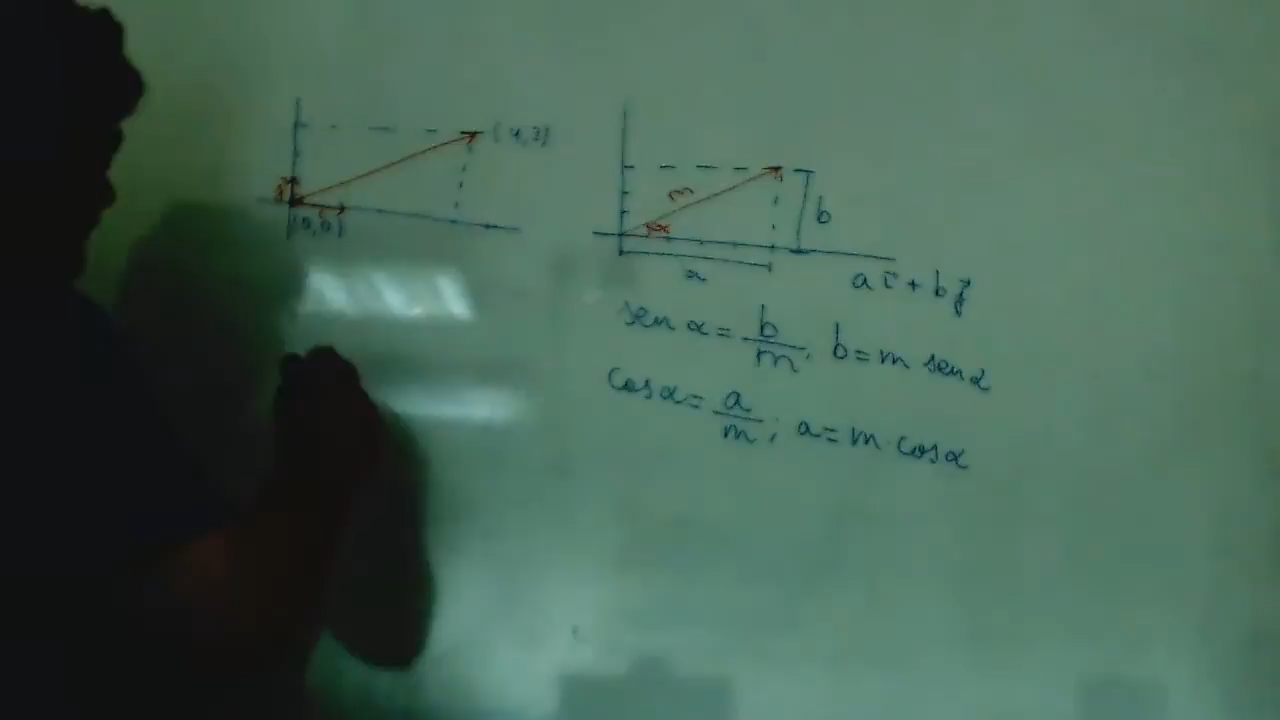 (4,3)
(0,0)
m
α
b
a
a i + b j
sen α = b/m, b = m sen α
cos α = a/m; a = m · cos α